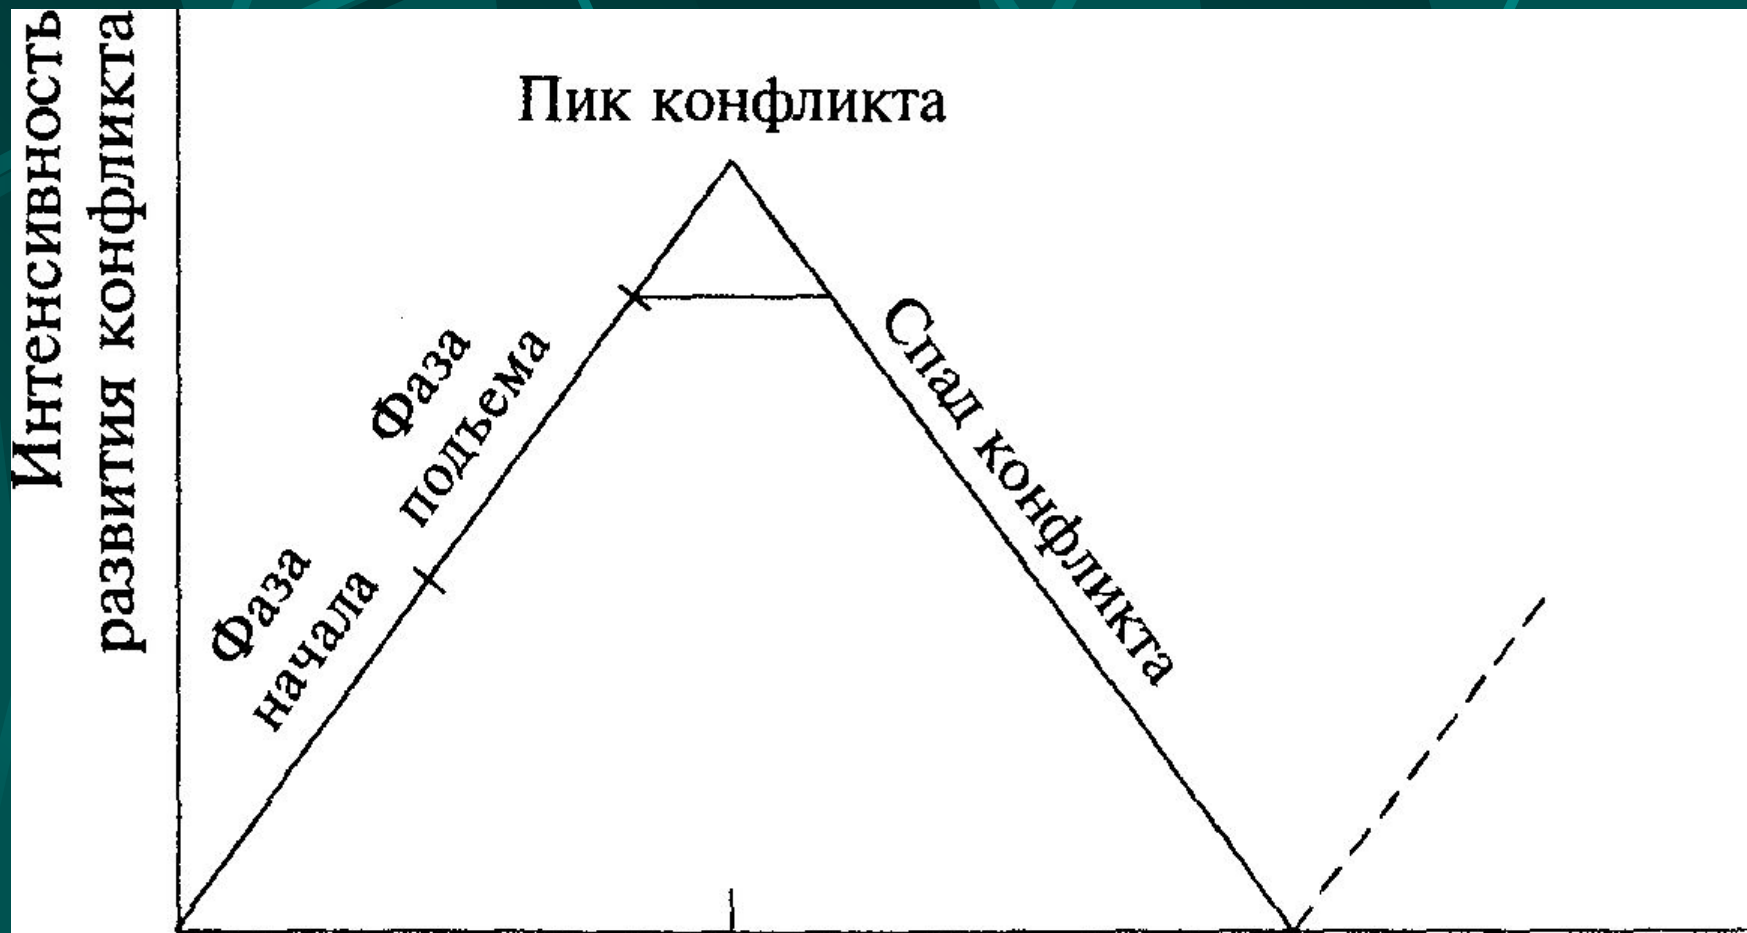 Интенсивность
развития конфликта
Пик конфликта
Фаза
подъема
Фаза
начала
Спад конфликта